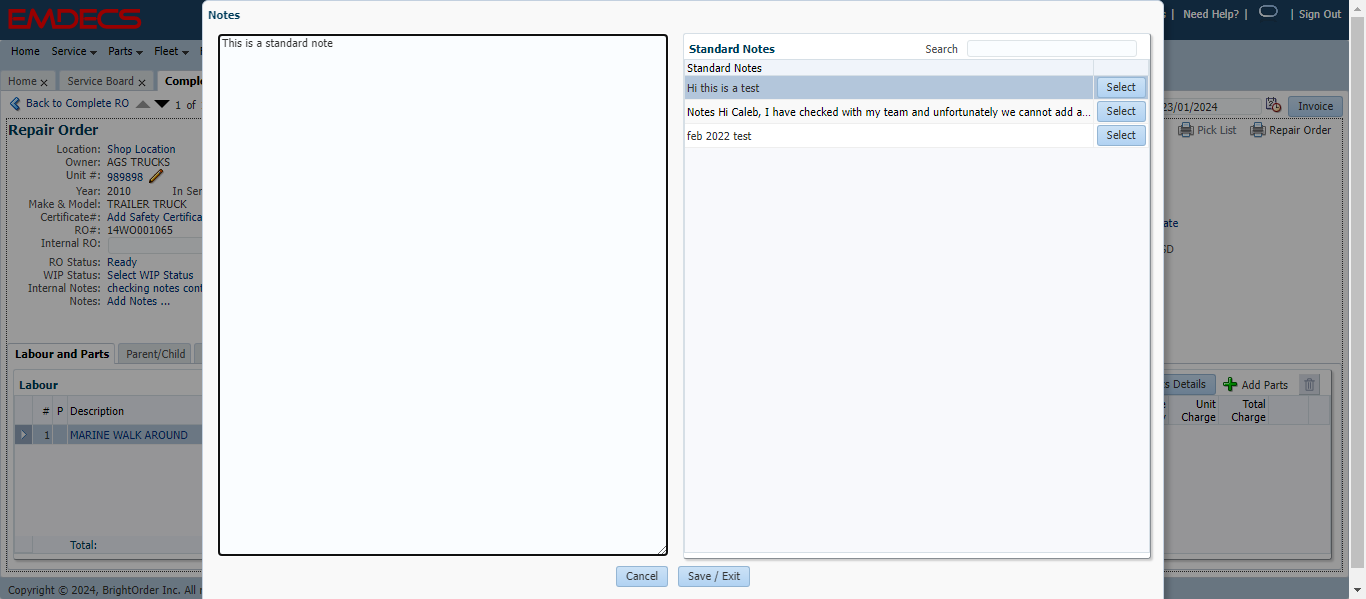 EMDECS
Need Help? | | Sign Out
Home Service Parts Fleet
Home x Service Board x Comple
Back to Complete RO 1 of
23/01/2024 Invoice
Pick List Repair Order
Repair Order
Location: Shop Location
Owner: AGS TRUCKS
Unit #: 989898
Year: 2010 In Ser
Make & Model: TRAILER TRUCK
Certificate#: Add Safety Certifica
RO#: 14WO001065
Internal RO:
RO Status: Ready
WIP Status: Select WIP Status
Internal Notes: checking notes cont
Notes: Add Notes ...
Labour and Parts Parent/Child
Labour
# P Description
1 MARINE WALK AROUND
Total:
Notes
This is a standard note
Standard Notes Search
Standard Notes
Hi this is a test Select
Notes Hi Caleb, I have checked with my team and unfortunately we cannot add a... Select
feb 2022 test Select
Cancel Save / Exit
ate
SD
s Details Add Parts
Unit Charge Total Charge
Copyright © 2024, BrightOrder Inc. All r